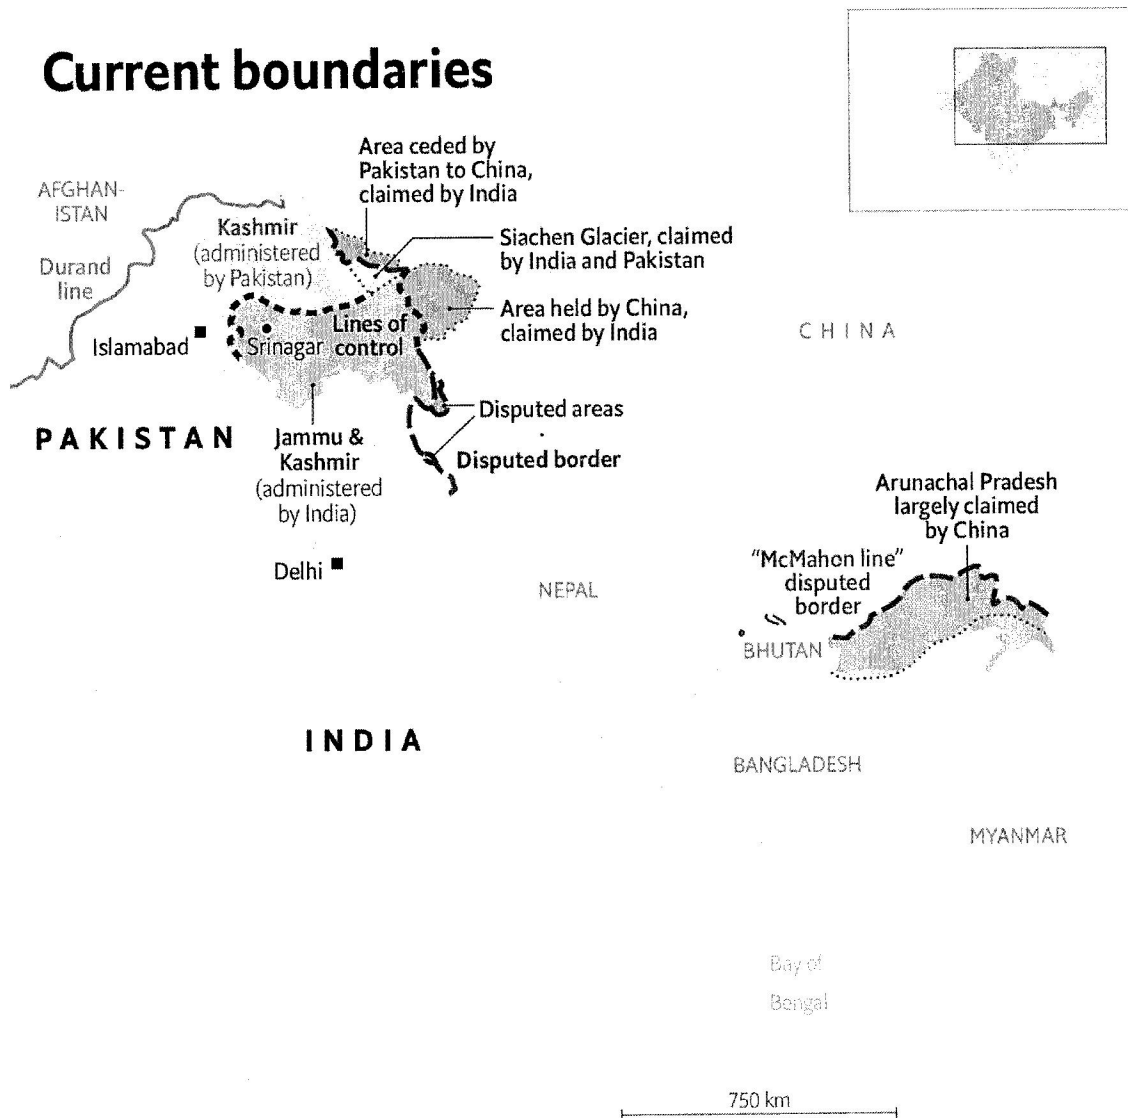 Current boundaries
Area ceded by
Pakistan to China,
claimed by India
AFGHAN-
ISTAN
Kashmir
(administered
by Pakistan)
Siachen Glacier, claimed
by India and Pakistan
Durand
line
Area held by China,
claimed by India
CHINA
Islamabad
Srinagar
Lines of
control
Disputed areas
PAKISTAN
Jammu &
Kashmir
(administered
by India)
Disputed border
Arunachal Pradesh
largely claimed
by China
Delhi
"McMahon line"
disputed
border
NEPAL
BHUTAN
INDIA
BANGLADESH
MYANMAR
Bay of
Bengal
750 km